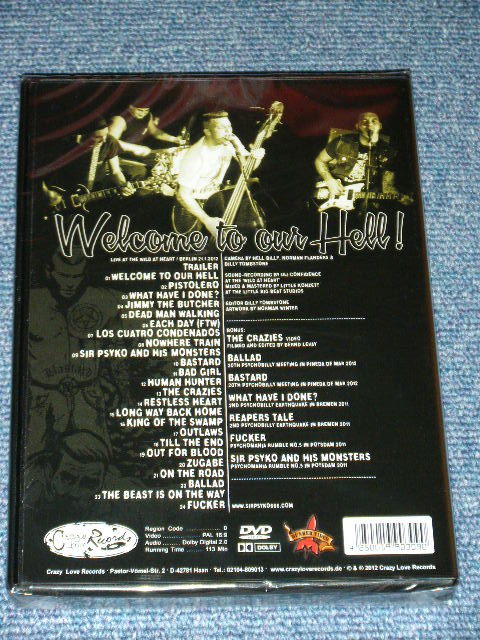 Welcome to our Hell!
LIVE AT THE WILD AT HEART / BERLIN 21.1.2012
TRAILER
01 WELCOME TO OUR HELL
02 PISTOLERO
03 WHAT HAVE I DONE?
04 JIMMY THE BUTCHER
05 DEAD MAN WALKING
06 EACH DAY (FTW)
07 LOS CUATRO CONDENADOS
08 NOWHERE TRAIN
09 SIR PSYKO AND HIS MONSTERS
10 BASTARD
11 BAD GIRL
12 HUMAN HUNTER
13 THE CRAZIES
14 RESTLESS HEART
15 LONG WAY BACK HOME
16 KING OF THE SWAMP
17 OUTLAWS
18 TILL THE END
19 OUT FOR BLOOD
20 ZUGABE
21 ON THE ROAD
22 BALLAD
23 THE BEAST IS ON THE WAY
24 FUCKER
CAMERA BY HELL BILLY, NORMAN FLANDERS &
BILLY TOMBSTONE
SOUND-RECORDING BY ULI CONFIDENCE
AT THE 'WILD AT HEART'
MIXED & MASTERED BY LITTLE KONZETT
AT THE LITTLE BIG BEAT STUDIOS
EDITOR BILLY TOMBSTONE
ARTWORK BY NORMAN WINTER
BONUS:
THE CRAZIES VIDEO
FILMED AND EDITED BY BERND LEVAY
BALLAD
20TH PSYCHOBILLY MEETING IN PINEDA DE MAR 2012
BASTARD
20TH PSYCHOBILLY MEETING IN PINEDA DE MAR 2012
WHAT HAVE I DONE?
2ND PSYCHOBILLY EARTHQUAKE IN BREMEN 2011
REAPERS TALE
2ND PSYCHOBILLY EARTHQUAKE IN BREMEN 2011
FUCKER
PSYCHOMANIA RUMBLE NO.5 IN POTSDAM 2011
SIR PSYKO AND HIS MONSTERS
PSYCHOMANIA RUMBLE NO.5 IN POTSDAM 2011
WWW.SIRPSYKO666.COM
Crazy Love Records
Region Code 0
Video PAL 16:9
Audio Dolby Digital 2.0
Running Time 113 Min
DVD
DOLBY
Crazy Love Records · Pastor-Vömel-Str. 2 · D-42781 Haan · Tel.: 02104-809013 · www.crazyloverecords.de · ℗ & © 2012 Crazy Love Records